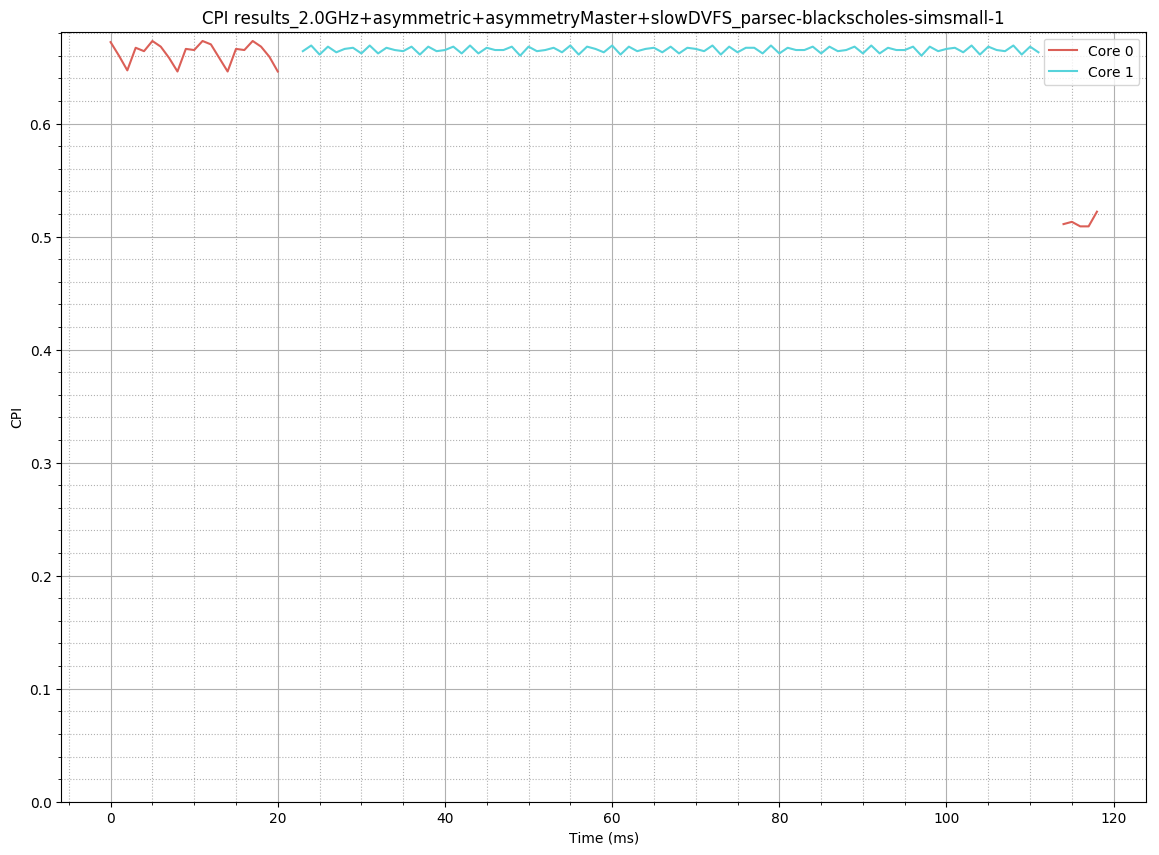 CPI results_2.0GHz+asymmetric+asymmetryMaster+slowDVFS_parsec-blackscholes-simsmall-1
Core 0
Core 1
0.6
0.5
0.4
0.3
0.2
0.1
0.0
CPI
0 20 40 60 80 100 120
Time (ms)